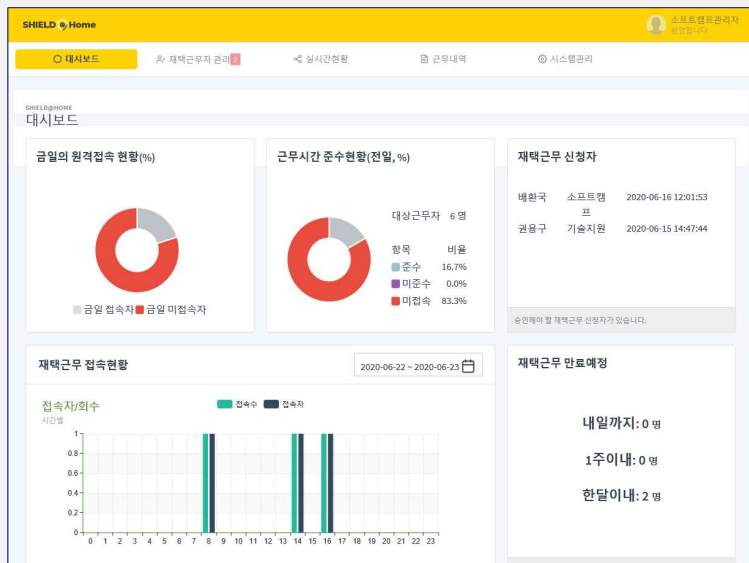 SHIELD@Home
소프트캠프관리자
환영합니다
대시보드
재택근무자 관리 2
실시간현황
근무내역
시스템관리
SHIELD@HOME
대시보드
금일의 원격접속 현황(%)
금일 접속자 금일 미접속자
근무시간 준수현황(전일, %)
대상근무자 6 명
항목 비율
준수 16.7%
미준수 0.0%
미접속 83.3%
재택근무 신청자
배환국 소프트캠프 2020-06-16 12:01:53
권용구 기술지원 2020-06-15 14:47:44
승인해야 할 재택근무 신청자가 있습니다.
재택근무 접속현황
2020-06-22 ~ 2020-06-23
접속자/회수
시간별
접속수 접속자
1
0.8
0.6
0.4
0.2
0
0 1 2 3 4 5 6 7 8 9 10 11 12 13 14 15 16 17 18 19 20 21 22 23
재택근무 만료예정
내일까지: 0 명
1주이내: 0 명
한달이내: 2 명